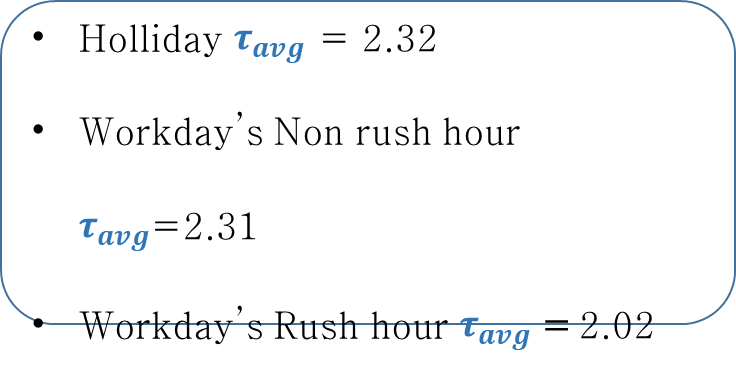 • Holliday τavg = 2.32
• Workday's Non rush hour
τavg=2.31
• Workday's Rush hour τavg = 2.02